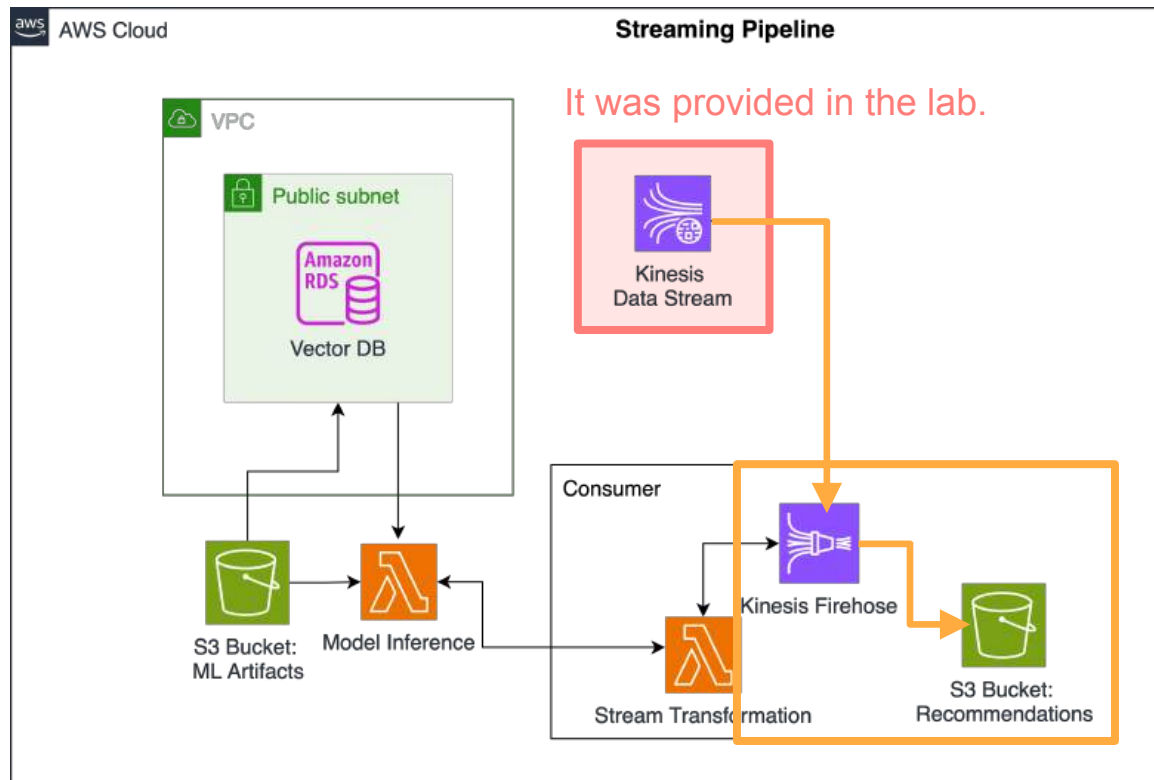 aws
AWS Cloud
Streaming Pipeline
It was provided in the lab.
VPC
Public subnet
Amazon
RDS
Vector DB
Kinesis
Data Stream
Consumer
Kinesis Firehose
S3 Bucket:
ML Artifacts
Model Inference
Stream Transformation
S3 Bucket:
Recommendations